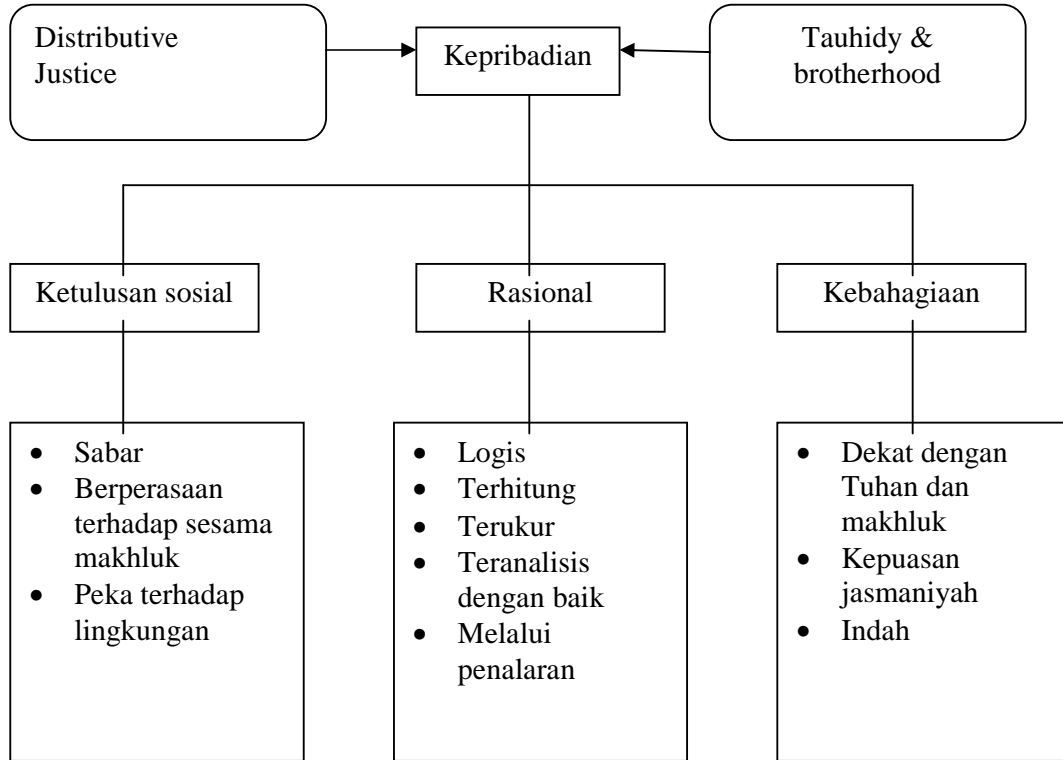 Distributive
Justice
Kepribadian
Tauhidy &
brotherhood
Ketulusan sosial
Rasional
Kebahagiaan
• Sabar
• Berperasaan
terhadap sesama
makhluk
• Peka terhadap
lingkungan
• Logis
• Terhitung
• Terukur
• Teranalisis
dengan baik
• Melalui
penalaran
• Dekat dengan
Tuhan dan
makhluk
• Kepuasan
jasmaniyah
• Indah